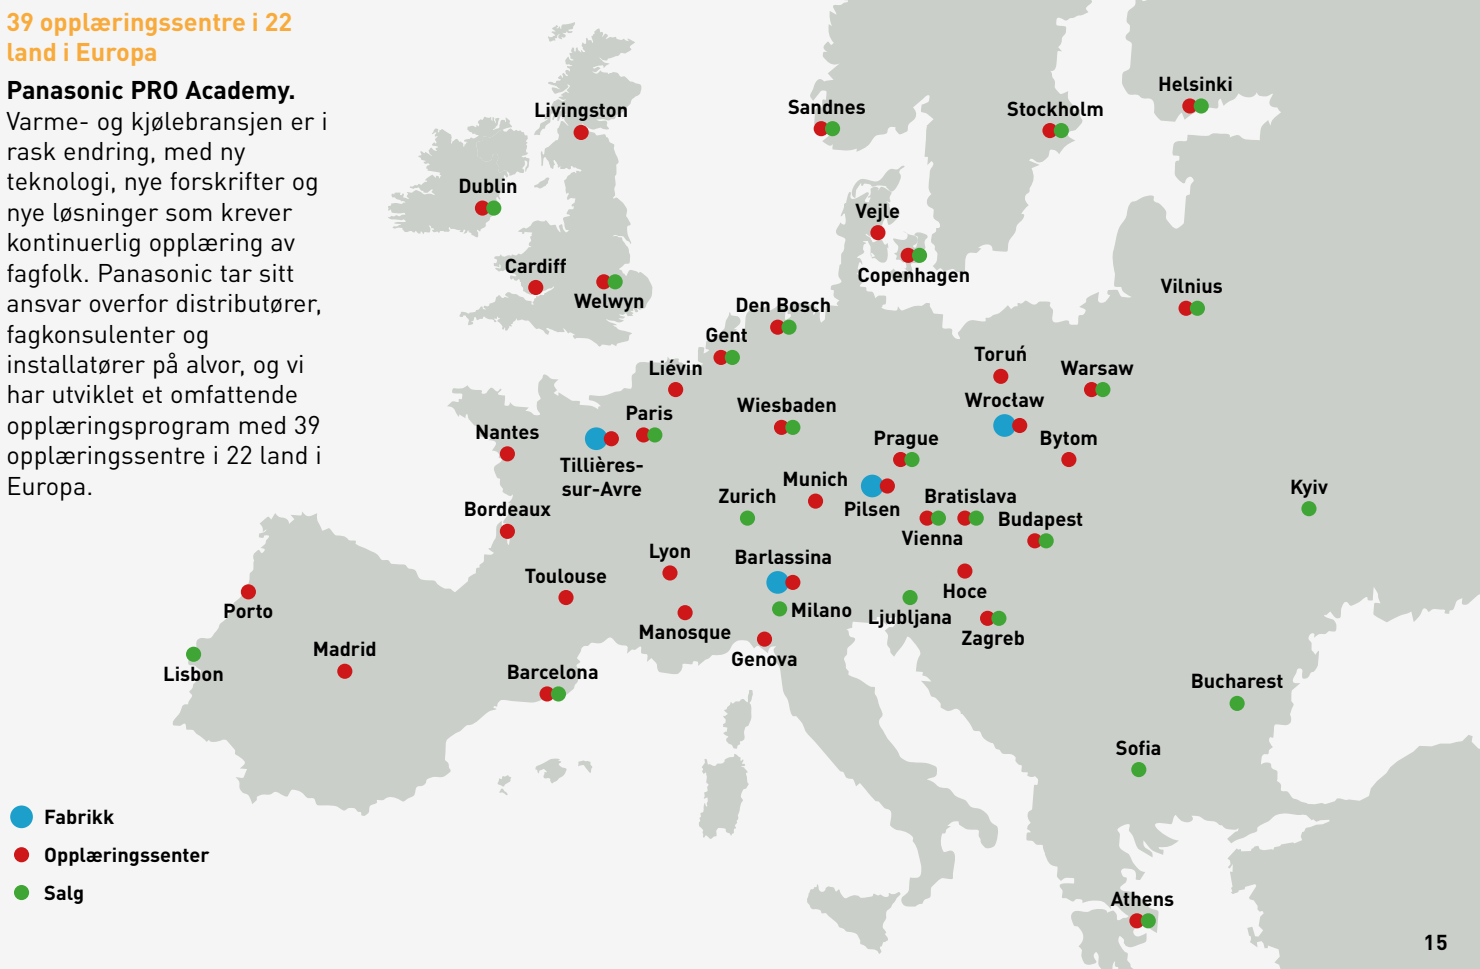 39 opplæringssentre i 22
land i Europa
Panasonic PRO Academy.
Varme- og kjølebransjen er i
rask endring, med ny
teknologi, nye forskrifter og
nye løsninger som krever
kontinuerlig opplæring av
fagfolk. Panasonic tar sitt
ansvar overfor distributører,
fagkonsulenter og
installatører på alvor, og vi
har utviklet et omfattende
opplæringsprogram med 39
opplæringssentre i 22 land i
Europa.
Helsinki
Sandnes
Stockholm
Livingston
Dublin
Vejle
Cardiff
Copenhagen
Vilnius
Welwyn
Den Bosch
Gent
Toruń
Liévin
Warsaw
Wrocław
Wiesbaden
Paris
Nantes
Prague
Bytom
Tillières-
sur-Avre
Munich
Kyiv
Zurich
Bratislava
Bordeaux
Pilsen
Budapest
Vienna
Lyon
Barlassina
Toulouse
Hoce
Porto
Milano
Ljubljana
Manosque
Zagreb
Madrid
Genova
Lisbon
Barcelona
Bucharest
Sofia
Fabrikk
Opplæringssenter
Salg
Athens
15